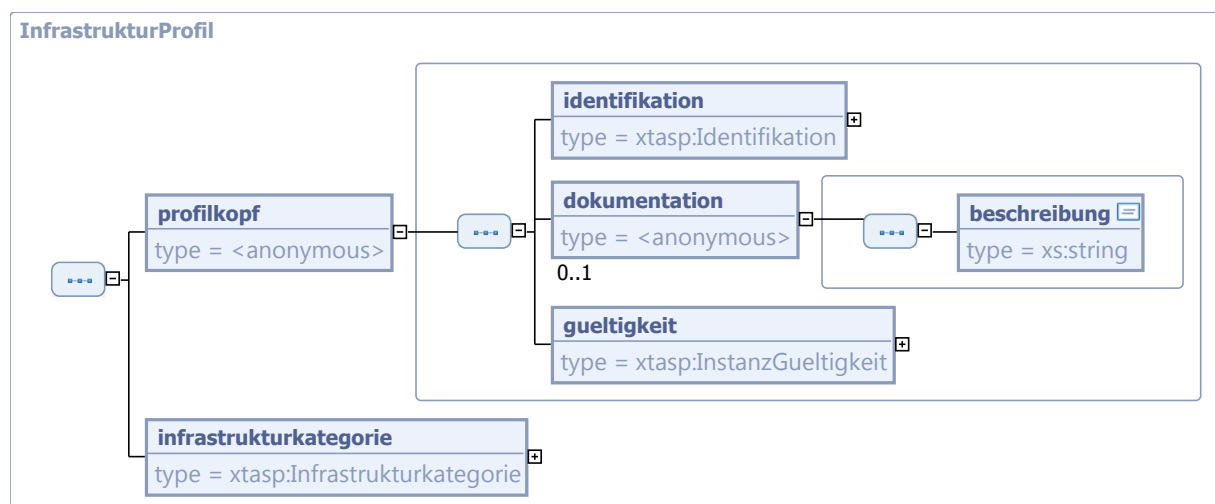 InfrastrukturProfil
identifikation
type = xtasp:Identifikation
profilkopf
type = <anonymous>
dokumentation
type = <anonymous>
0..1
beschreibung
type = xs:string
gueltigkeit
type = xtasp:InstanzGueltigkeit
infrastrukturkategorie
type = xtasp:Infrastrukturkategorie